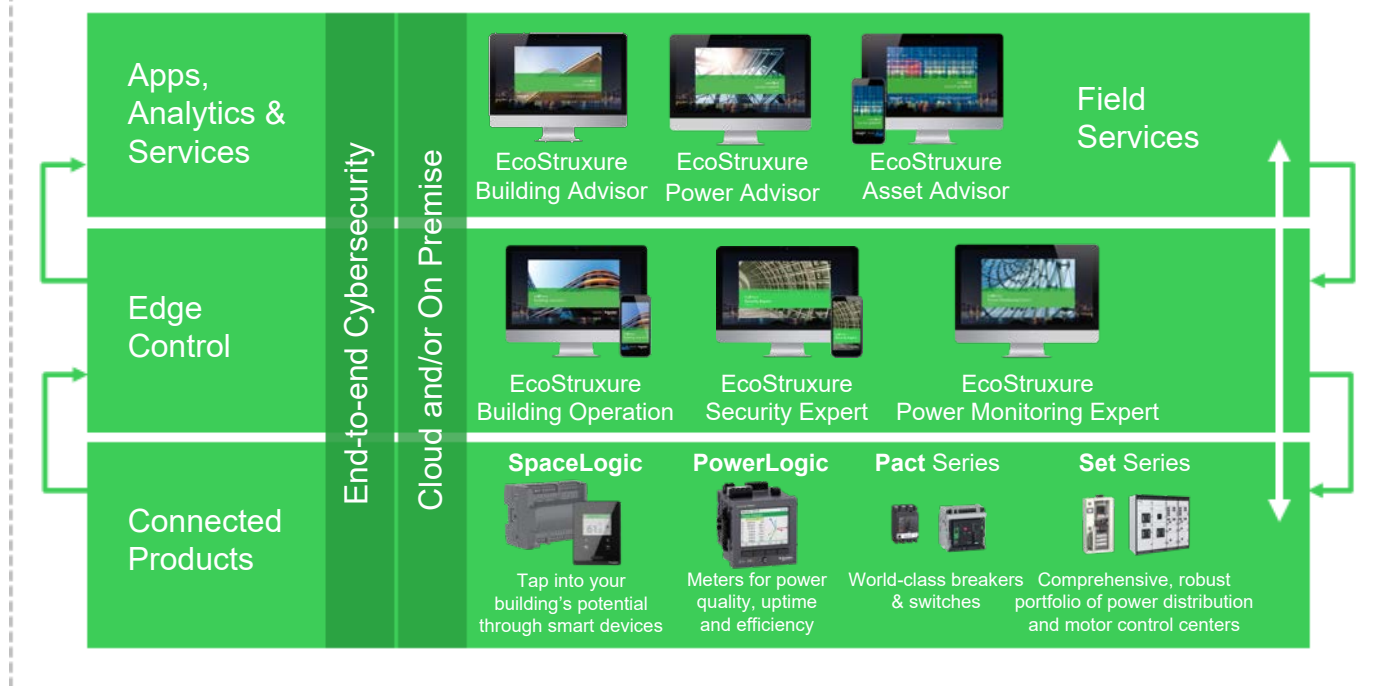 Apps,
Analytics &
Services
End-to-end Cybersecurity
Cloud and/or On Premise
EcoStruxure
Building Advisor
EcoStruxure
Power Advisor
EcoStruxure
Asset Advisor
Field
Services
Edge
Control
EcoStruxure
Building Operation
EcoStruxure
Security Expert
EcoStruxure
Power Monitoring Expert
Connected
Products
SpaceLogic
Tap into your
building's potential
through smart devices
PowerLogic
Meters for power
quality, uptime
and efficiency
Pact Series
World-class breakers
& switches
Set Series
Comprehensive, robust
portfolio of power distribution
and motor control centers